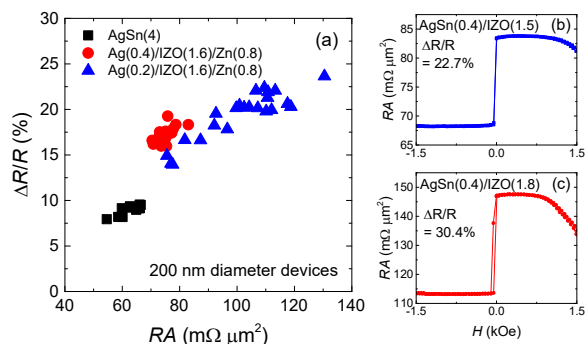 AgSn(4)
Ag(0.4)/IZO(1.6)/Zn(0.8)
Ag(0.2)/IZO(1.6)/Zn(0.8)
(a)
25
20
15
10
5
0
ΔR/R (%)
200 nm diameter devices
40 60 80 100 120 140
RA (mΩ μm²)
AgSn(0.4)/IZO(1.5)
(b)
ΔR/R
= 22.7%
85
80
75
70
65
RA (mΩ μm²)
-1.5 0.0 1.5
AgSn(0.4)/IZO(1.8)
(c)
ΔR/R
= 30.4%
150
140
130
120
110
RA (mΩ μm²)
-1.5 0.0 1.5
H (kOe)